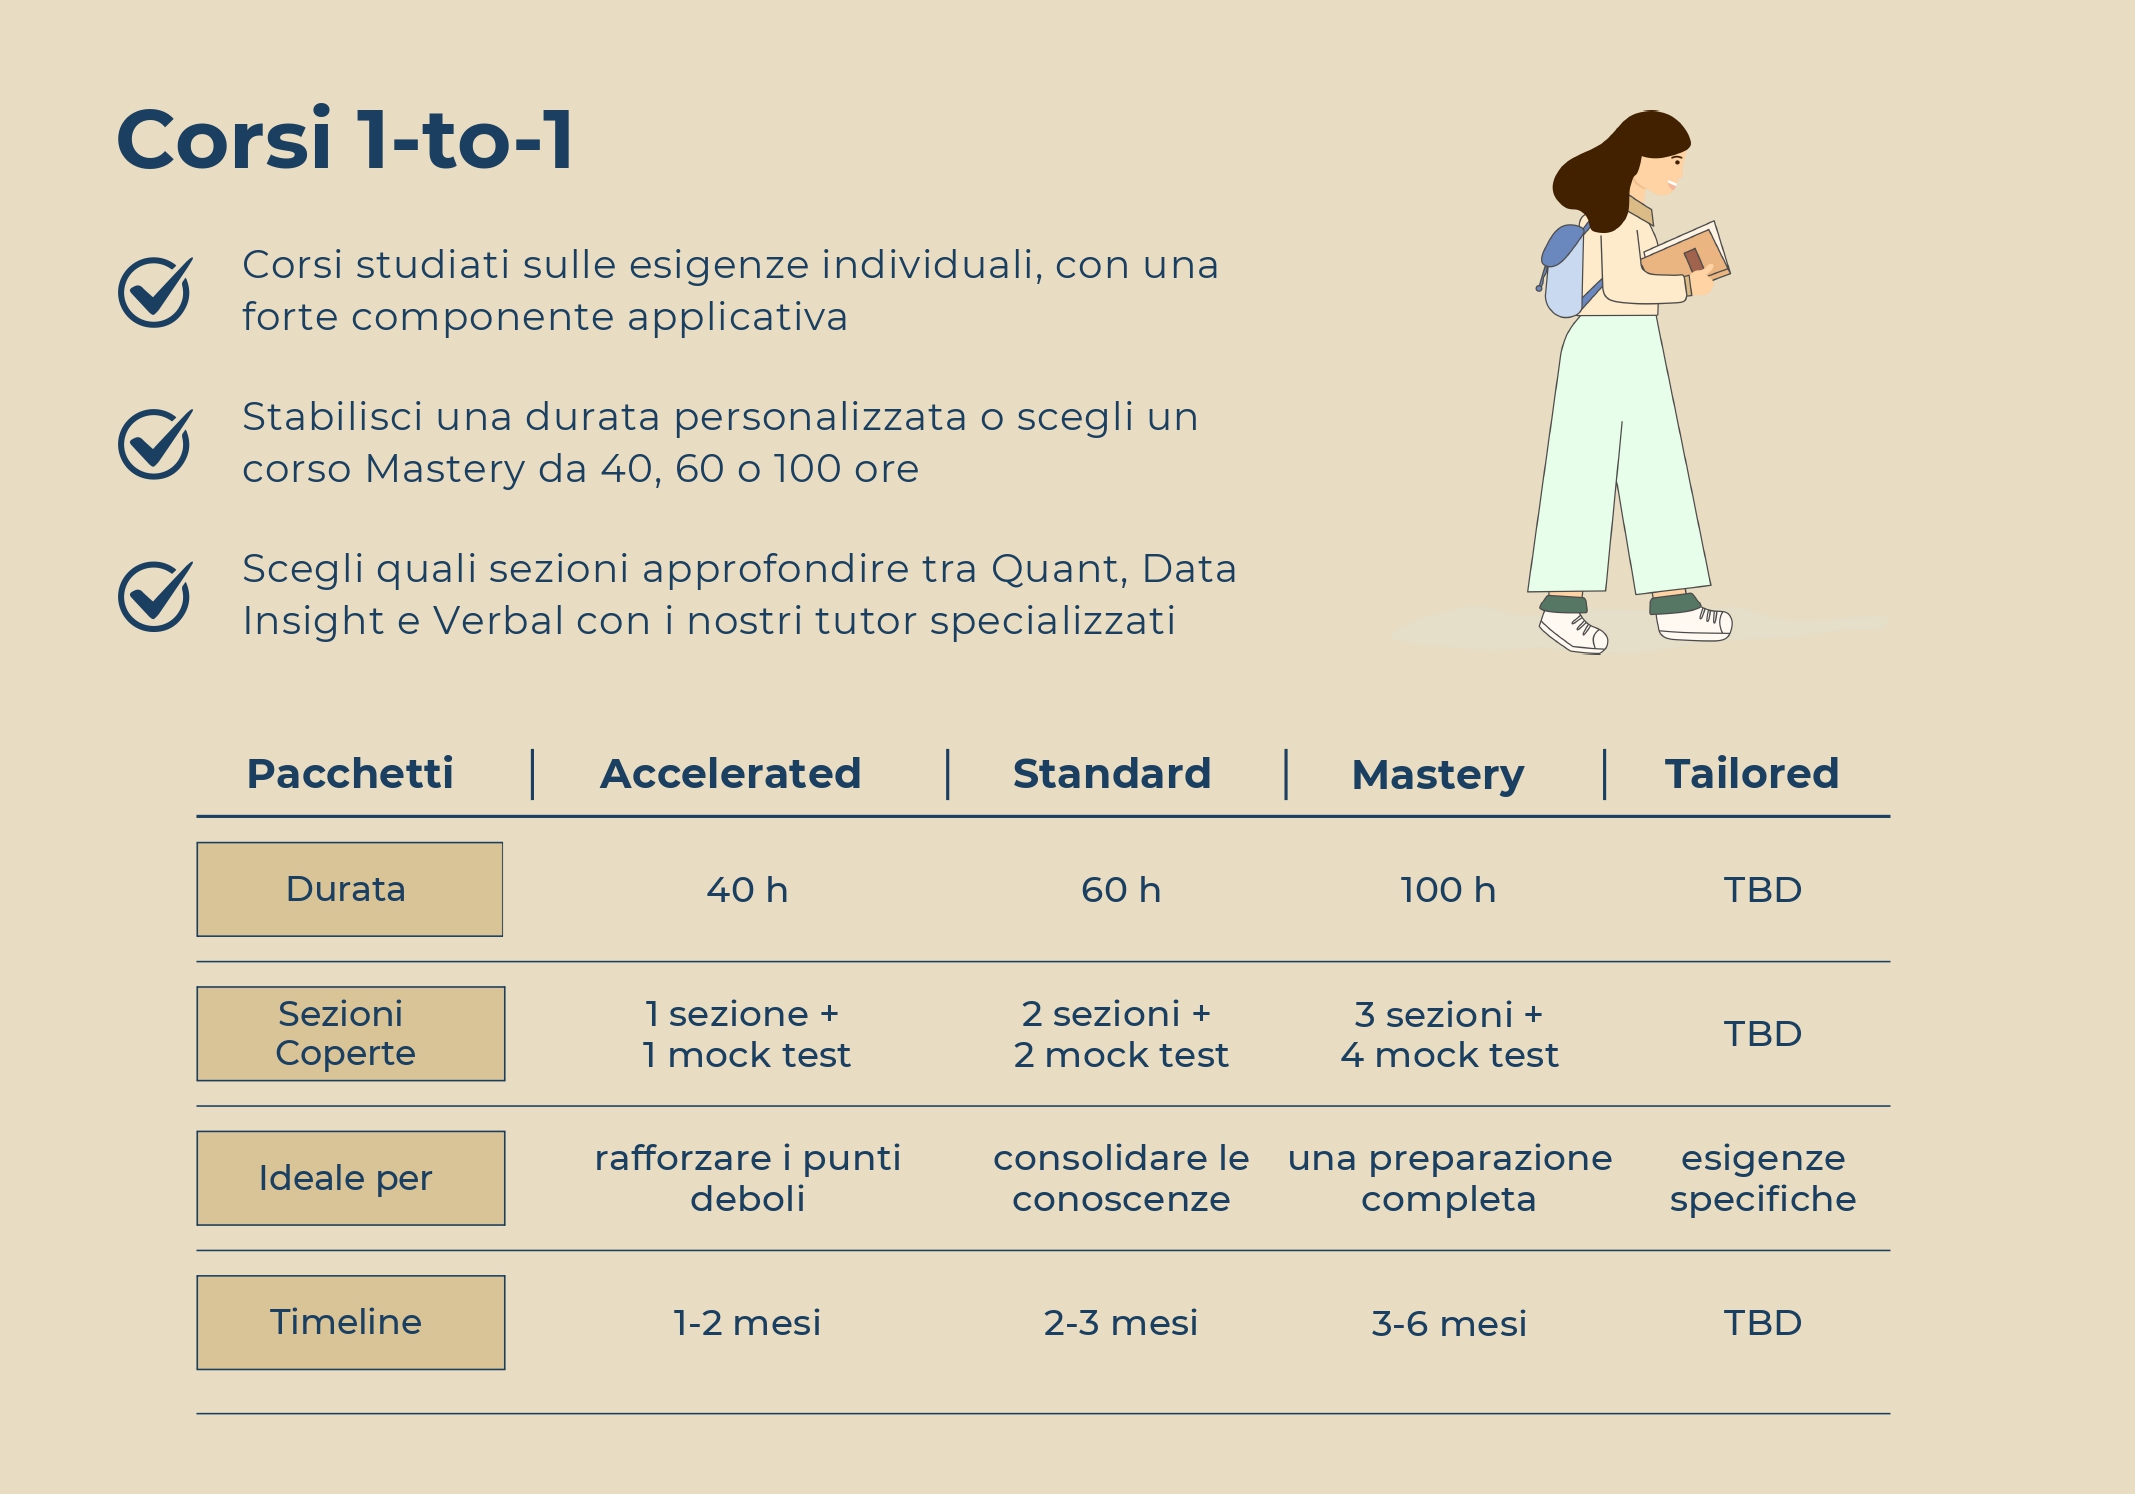 Corsi 1-to-1
Corsi studiati sulle esigenze individuali, con una
forte componente applicativa
Stabilisci una durata personalizzata o scegli un
corso Mastery da 40, 60 o 100 ore
Scegli quali sezioni approfondire tra Quant, Data
Insight e Verbal con i nostri tutor specializzati
Pacchetti Accelerated Standard Mastery Tailored
Durata 40 h 60 h 100 h TBD
Sezioni 1 sezione + 2 sezioni + 3 sezioni + TBD
Coperte 1 mock test 2 mock test 4 mock test
Ideale per rafforzare i punti consolidare le una preparazione esigenze
deboli conoscenze completa specifiche
Timeline 1-2 mesi 2-3 mesi 3-6 mesi TBD